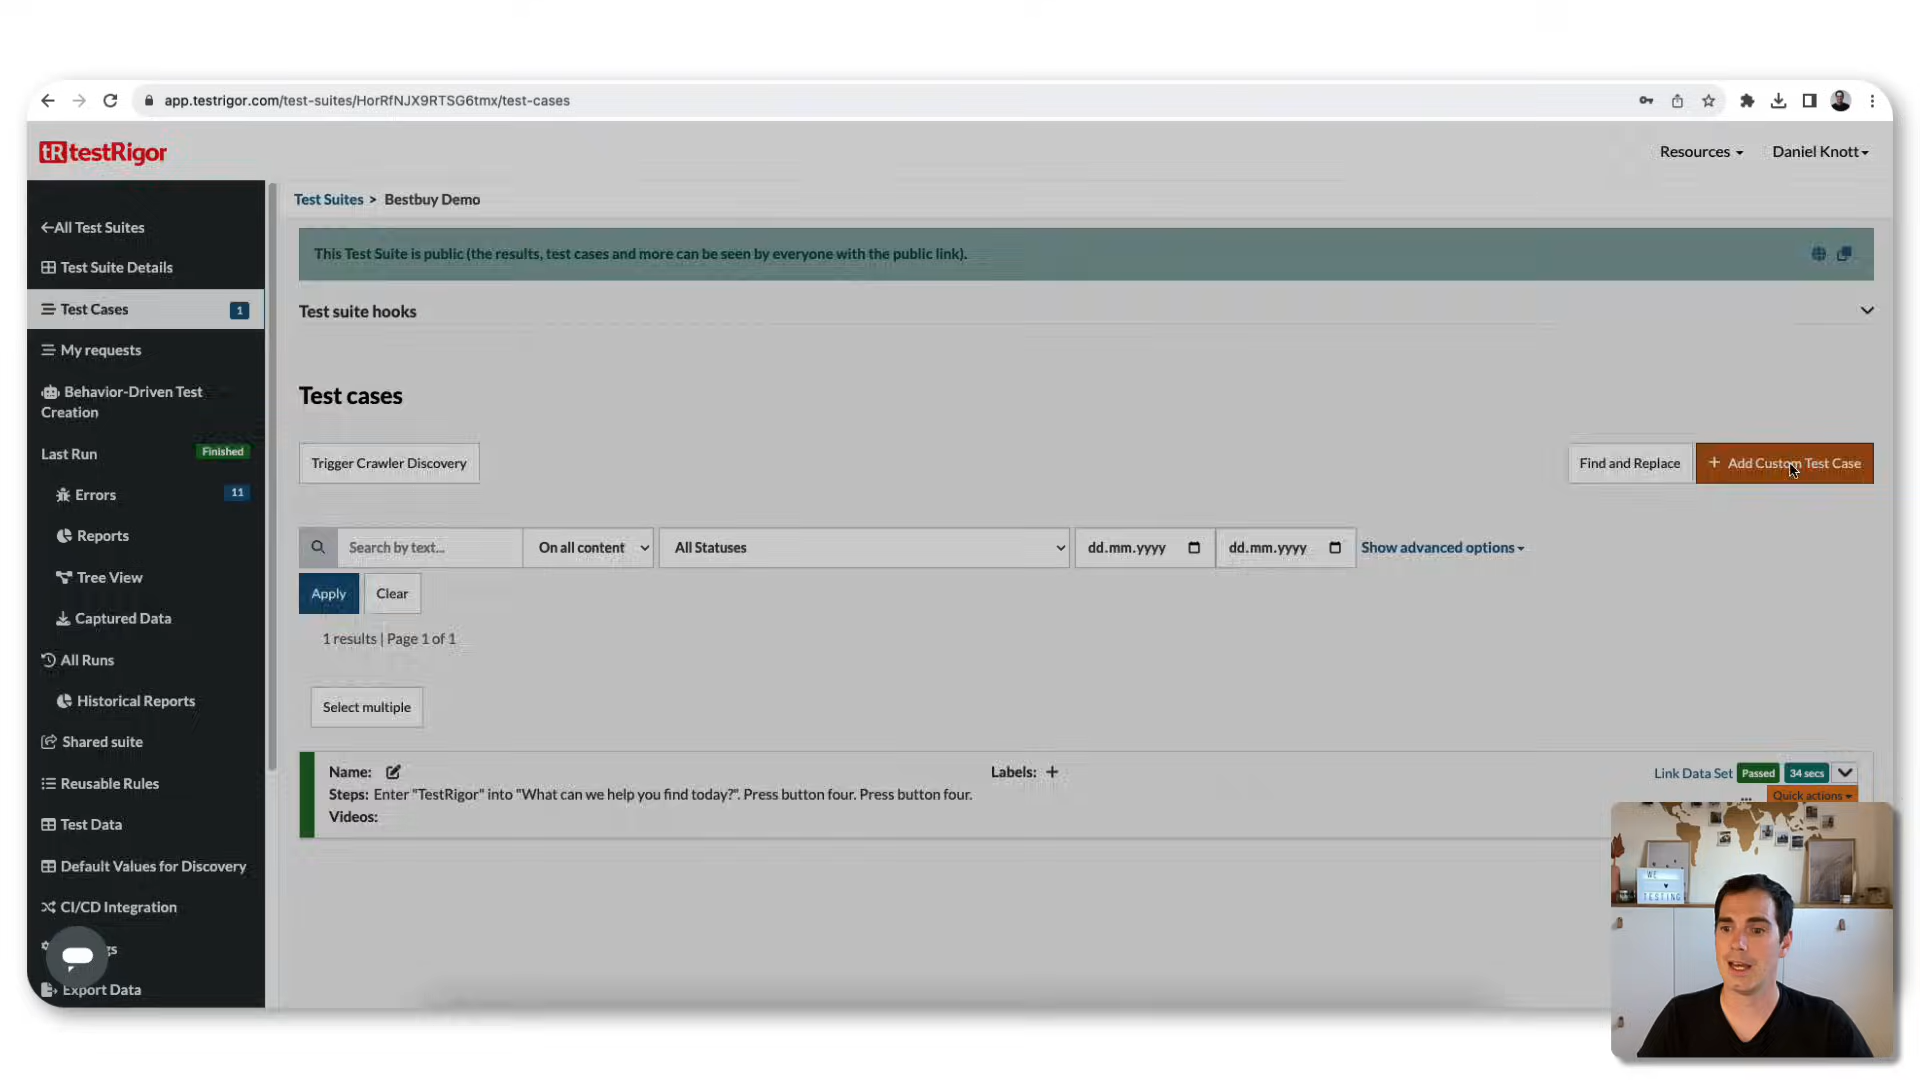 app.testrigor.com/test-suites/HorRfNJX9RTSG6tmx/test-cases
tR testRigor
Resources
Daniel Knott
All Test Suites
Test Suite Details
Test Cases 1
My requests
Behavior-Driven Test
Creation
Last Run Finished
Errors 11
Reports
Tree View
Captured Data
All Runs
Historical Reports
Shared suite
Reusable Rules
Test Data
Default Values for Discovery
CI/CD Integration
Export Data
Test Suites > Bestbuy Demo
This Test Suite is public (the results, test cases and more can be seen by everyone with the public link).
Test suite hooks
Test cases
Trigger Crawler Discovery
Find and Replace
+ Add Custom Test Case
Search by text...
On all content
All Statuses
dd.mm.yyyy
dd.mm.yyyy
Show advanced options
Apply
Clear
1 results | Page 1 of 1
Select multiple
Name:
Labels: +
Link Data Set Passed 34 secs
Steps: Enter "TestRigor" into "What can we help you find today?". Press button four. Press button four.
... Quick actions
Videos:
WE
TESTING